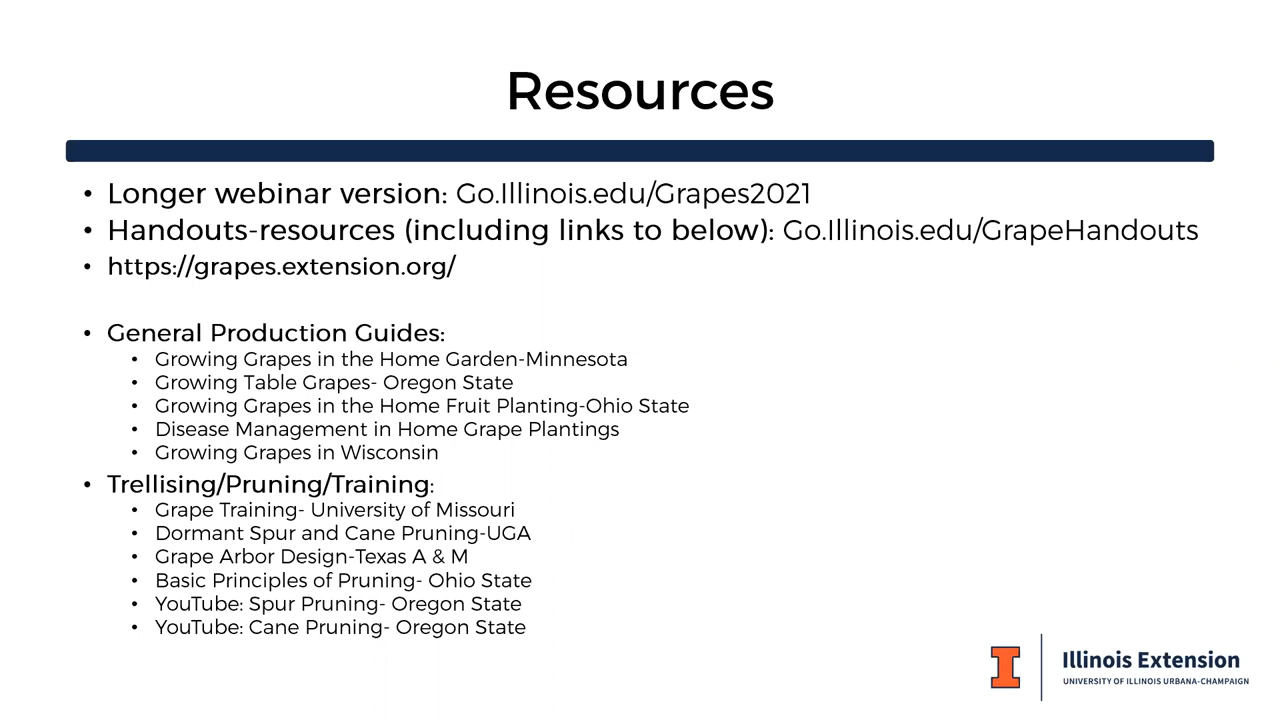 Resources
• Longer webinar version: Go.Illinois.edu/Grapes2021
• Handouts-resources (including links to below): Go.Illinois.edu/GrapeHandouts
• https://grapes.extension.org/
• General Production Guides:
• Growing Grapes in the Home Garden-Minnesota
• Growing Table Grapes- Oregon State
• Growing Grapes in the Home Fruit Planting-Ohio State
• Disease Management in Home Grape Plantings
• Growing Grapes in Wisconsin
• Trellising/Pruning/Training:
• Grape Training- University of Missouri
• Dormant Spur and Cane Pruning-UGA
• Grape Arbor Design-Texas A & M
• Basic Principles of Pruning- Ohio State
• YouTube: Spur Pruning- Oregon State
• YouTube: Cane Pruning- Oregon State
I
Illinois Extension
UNIVERSITY OF ILLINOIS URBANA-CHAMPAIGN